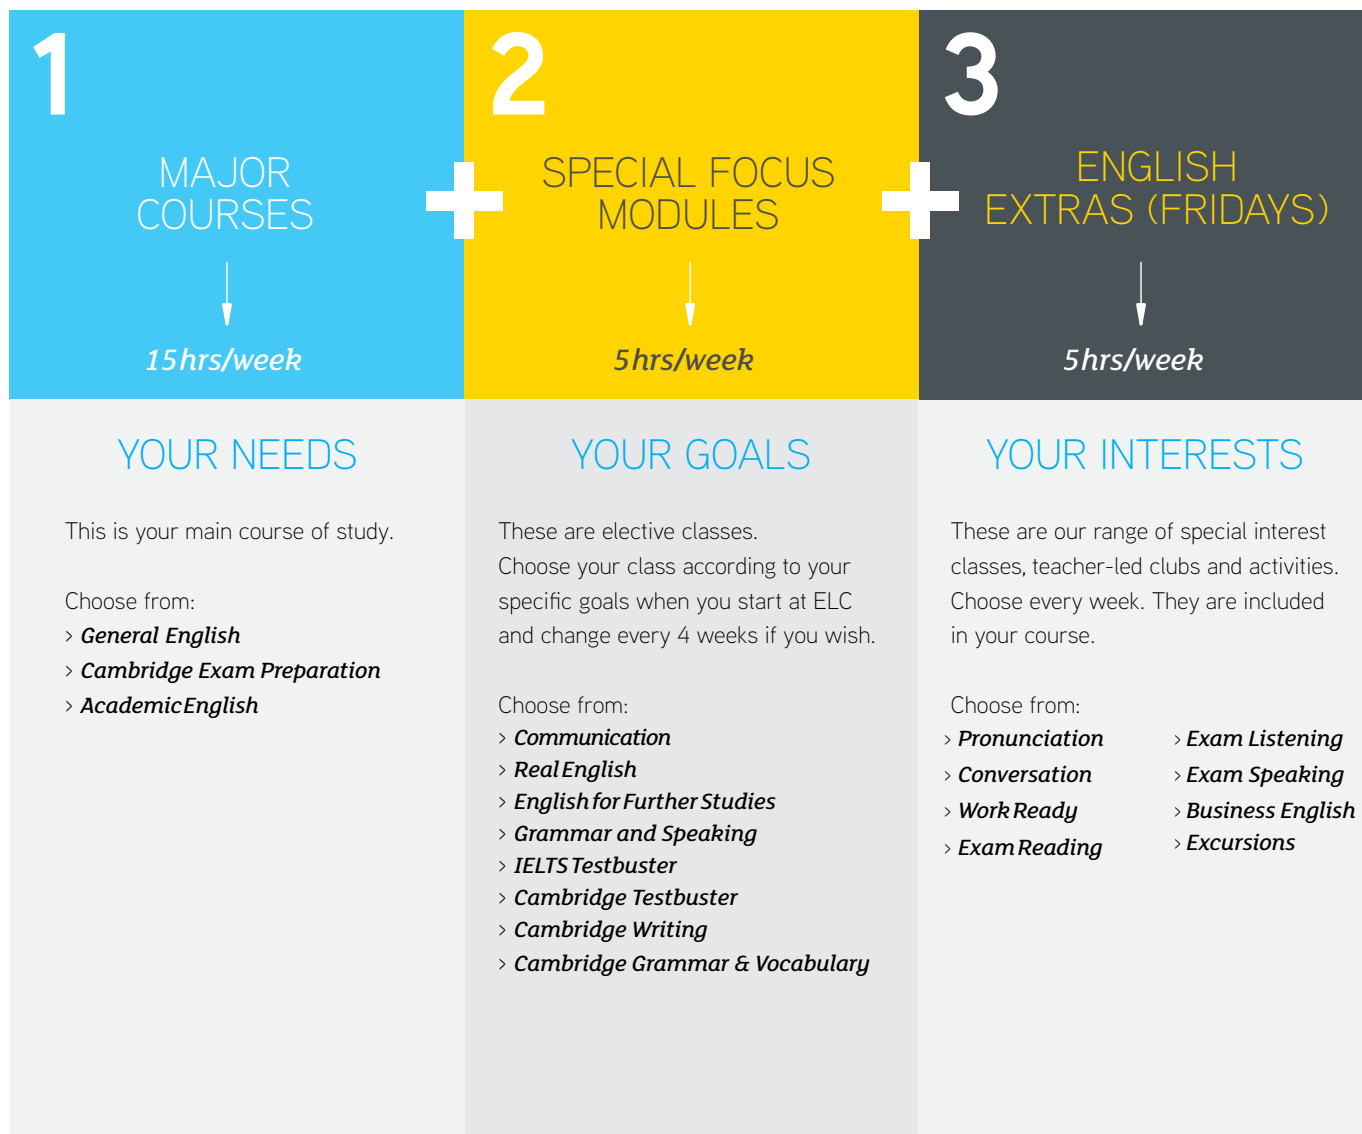 1
MAJOR
COURSES
15hrs/week
YOUR NEEDS
This is your main course of study.
Choose from:
> General English
> Cambridge Exam Preparation
> Academic English
2
SPECIAL FOCUS
MODULES
5hrs/week
YOUR GOALS
These are elective classes.
Choose your class according to your
specific goals when you start at ELC
and change every 4 weeks if you wish.
Choose from:
> Communication
> Real English
> English for Further Studies
> Grammar and Speaking
> IELTS Testbuster
> Cambridge Testbuster
> Cambridge Writing
> Cambridge Grammar & Vocabulary
3
ENGLISH
EXTRAS (FRIDAYS)
5hrs/week
YOUR INTERESTS
These are our range of special interest
classes, teacher-led clubs and activities.
Choose every week. They are included
in your course.
Choose from:
> Pronunciation
> Conversation
> Work Ready
> Exam Reading
> Exam Listening
> Exam Speaking
> Business English
> Excursions